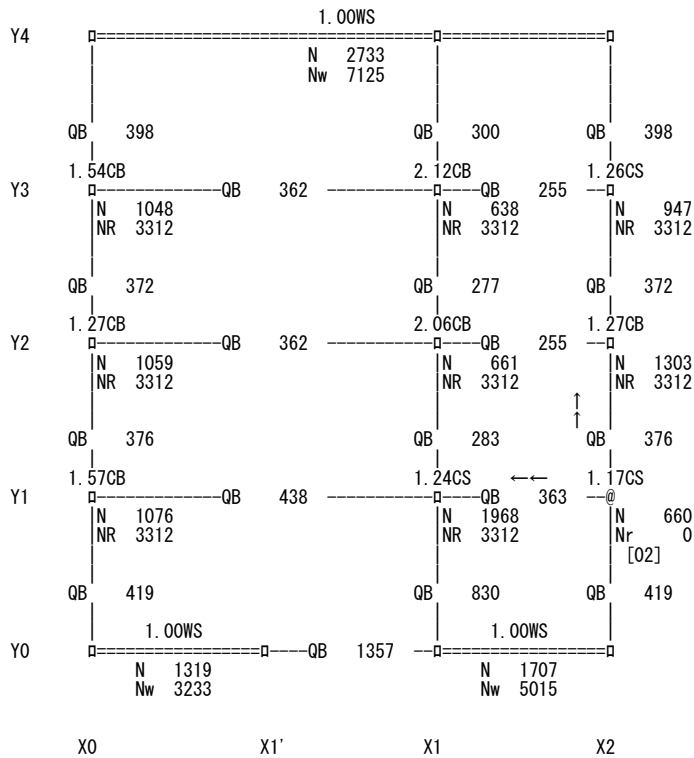 1.00WS
Y4 ¤========================================¤====================¤
N 2733
Nw 7125
QB 398 QB 300 QB 398
1.54CB 2.12CB 1.26CS
Y3 ¤---------------QB 362 -------------¤-----QB 255 --¤
N 1048 N 638 N 947
NR 3312 NR 3312 NR 3312
QB 372 QB 277 QB 372
1.27CB 2.06CB 1.27CB
Y2 ¤---------------QB 362 -------------¤-----QB 255 --¤
N 1059 N 661 N 1303
NR 3312 NR 3312 NR 3312
↑
↑
QB 376 QB 283 QB 376
1.57CB 1.24CS ←← 1.17CS
Y1 ¤---------------QB 438 -------------¤-----QB 363 --@
N 1076 N 1968 N 660
NR 3312 NR 3312 Nr 0
[02]
QB 419 QB 830 QB 419
1.00WS 1.00WS
Y0 ¤====================¤----QB 1357 --¤====================¤
N 1319 N 1707
Nw 3233 Nw 5015
X0 X1' X1 X2